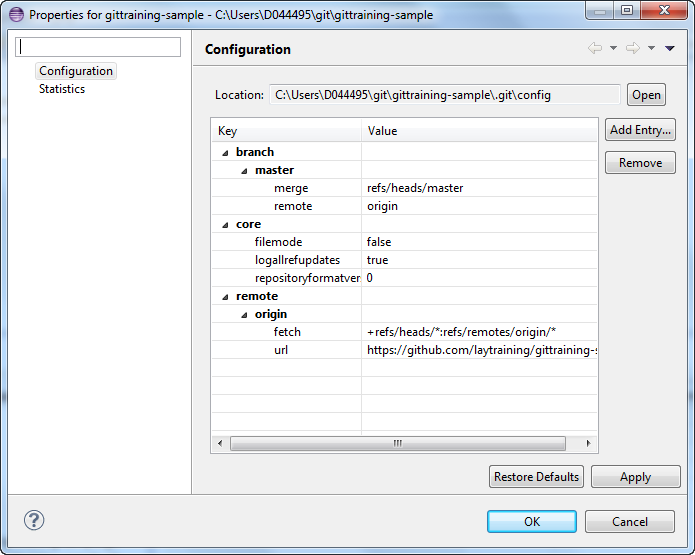 Properties for gittraining-sample - C:\Users\D044495\git\gittraining-sample
Configuration
Statistics
Configuration
Location: C:\Users\D044495\git\gittraining-sample\.git\config Open
Key Value Add Entry...
branch
master Remove
merge refs/heads/master
remote origin
core
filemode false
logallrefupdates true
repositoryformatver 0
remote
origin
fetch +refs/heads/*:refs/remotes/origin/*
url https://github.com/laytraining/gittraining-s
Restore Defaults Apply
? OK Cancel